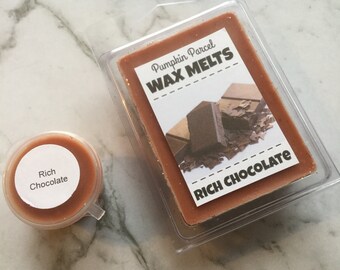 Pumpkin Parcel
WAX MELTS
RICH CHOCOLATE
Rich
Chocolate